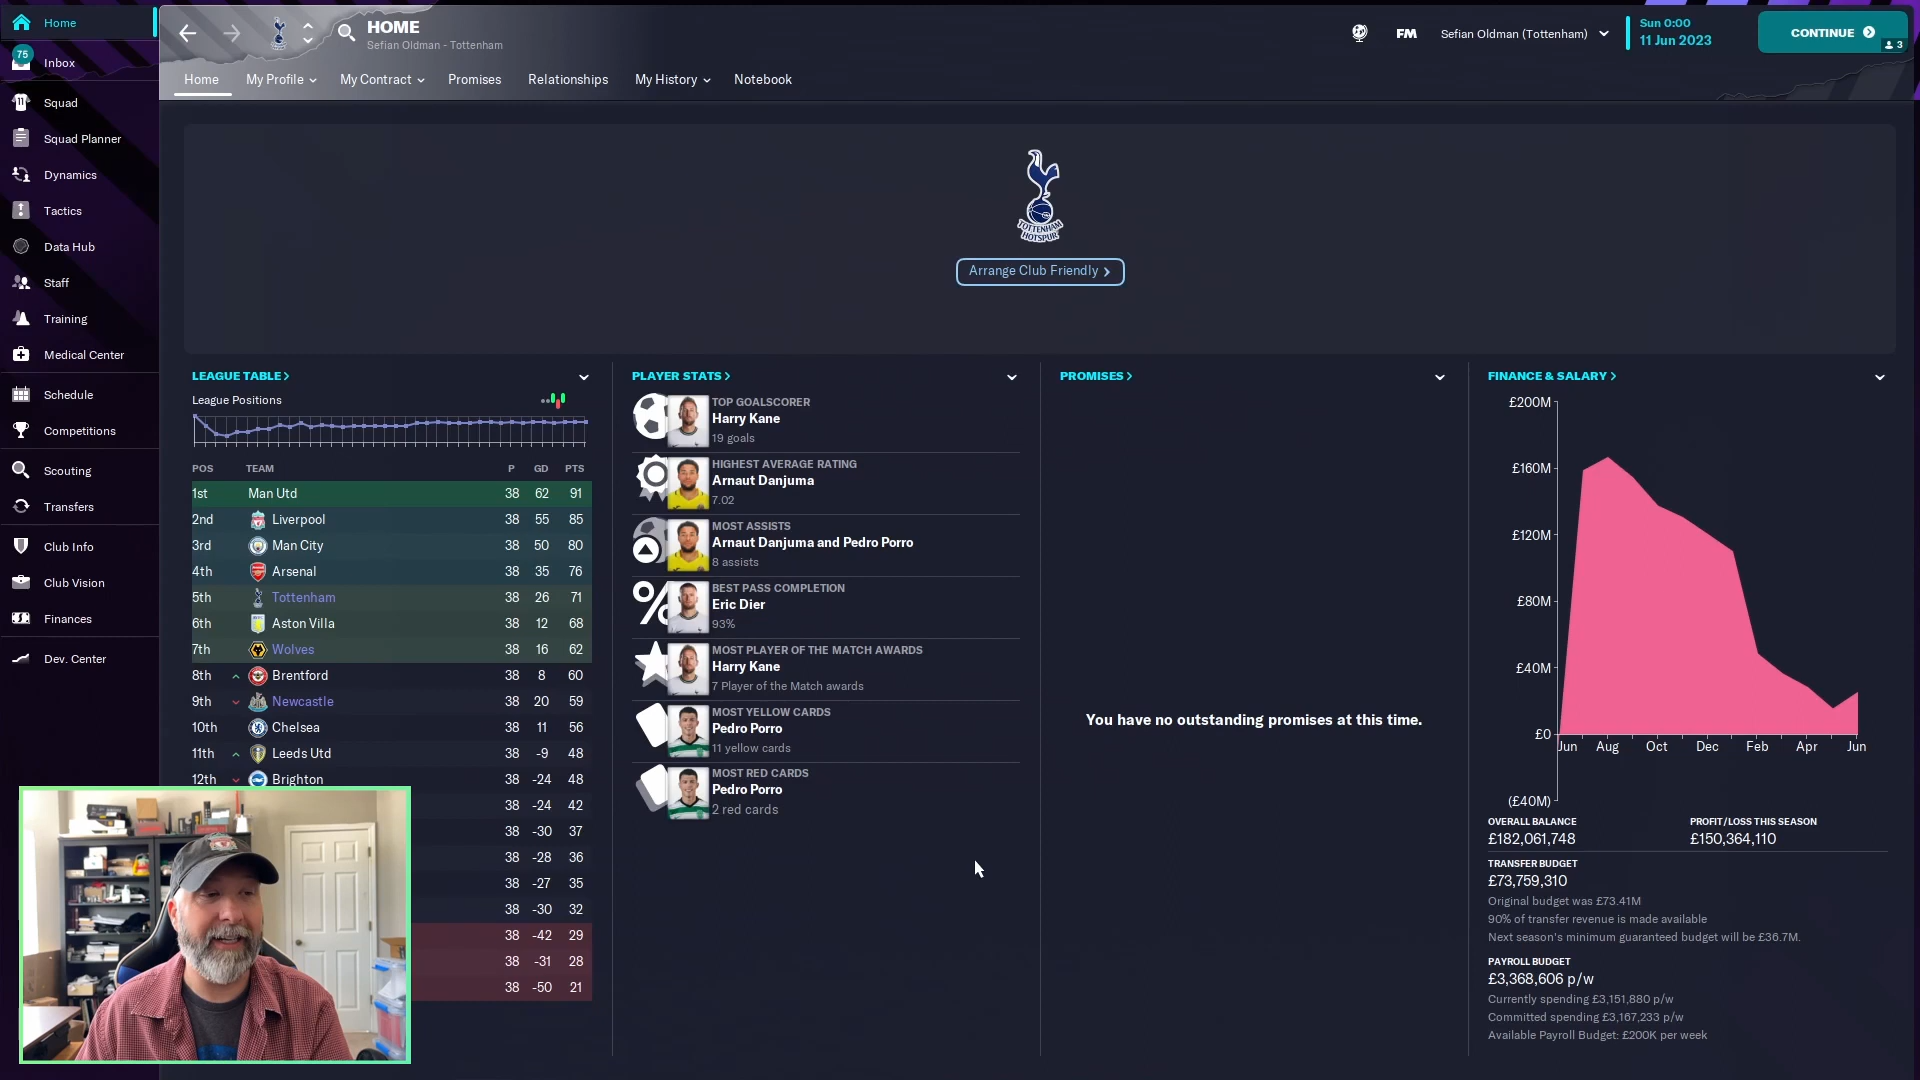 Home
75
Inbox
11
Squad
Squad Planner
Dynamics
Tactics
Data Hub
Staff
Training
Medical Center
Schedule
Competitions
Scouting
Transfers
Club Info
Club Vision
Finances
Dev. Center
HOME
Sefian Oldman - Tottenham
FM
Sefian Oldman (Tottenham)
Sun 0:00
11 Jun 2023
CONTINUE
3
Home My Profile My Contract Promises Relationships My History Notebook
TOTTENHAM
HOTSPUR
Arrange Club Friendly
LEAGUE TABLE
League Positions
POS TEAM P GD PTS
1st Man Utd 38 62 91
2nd Liverpool 38 55 85
3rd Man City 38 50 80
4th Arsenal 38 35 76
5th Tottenham 38 26 71
6th Aston Villa 38 12 68
7th Wolves 38 16 62
8th Brentford 38 8 60
9th Newcastle 38 20 59
10th Chelsea 38 11 56
11th Leeds Utd 38 -9 48
12th Brighton 38 -24 48
38 -24 42
38 -30 37
38 -28 36
38 -27 35
38 -30 32
38 -42 29
38 -31 28
38 -50 21
PLAYER STATS
TOP GOALSCORER
Harry Kane
19 goals
HIGHEST AVERAGE RATING
Arnaut Danjuma
7.02
MOST ASSISTS
Arnaut Danjuma and Pedro Porro
8 assists
%
BEST PASS COMPLETION
Eric Dier
93%
MOST PLAYER OF THE MATCH AWARDS
Harry Kane
7 Player of the Match awards
MOST YELLOW CARDS
Pedro Porro
11 yellow cards
MOST RED CARDS
Pedro Porro
2 red cards
PROMISES
You have no outstanding promises at this time.
FINANCE & SALARY
£200M
£160M
£120M
£80M
£40M
£0
(£40M)
Jun Aug Oct Dec Feb Apr Jun
OVERALL BALANCE
£182,061,748
PROFIT/LOSS THIS SEASON
£150,364,110
TRANSFER BUDGET
£73,759,310
Original budget was £73.41M
90% of transfer revenue is made available
Next season's minimum guaranteed budget will be £36.7M.
PAYROLL BUDGET
£3,368,606 p/w
Currently spending £3,151,880 p/w
Committed spending £3,167,233 p/w
Available Payroll Budget: £200K per week